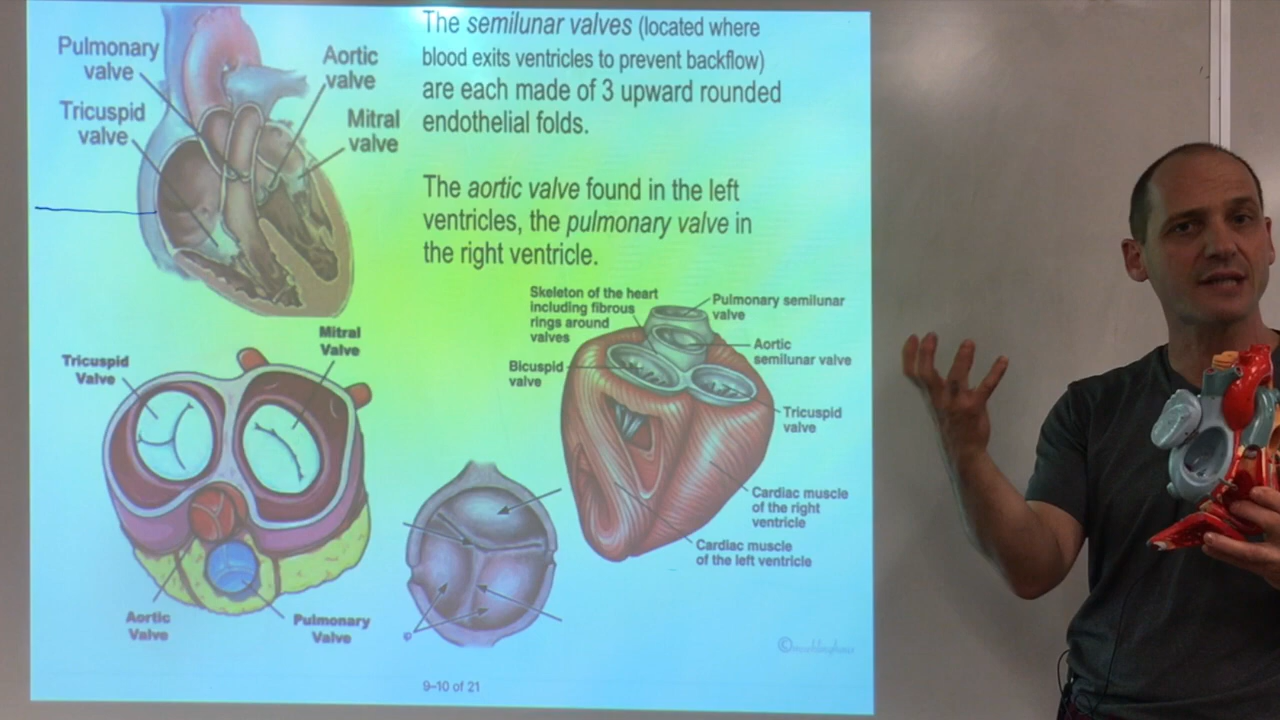 Pulmonary
valve
Aortic
valve
Tricuspid
valve
Mitral
valve
The semilunar valves (located where
blood exits ventricles to prevent backflow)
are each made of 3 upward rounded
endothelial folds.
The aortic valve found in the left
ventricles, the pulmonary valve in
the right ventricle.
Mitral
Valve
Tricuspid
Valve
Aortic
Valve
Pulmonary
Valve
Skeleton of the heart
including fibrous
rings around
valves
Pulmonary semilunar
valve
Aortic
semilunar valve
Bicuspid
valve
Tricuspid
valve
Cardiac muscle
of the right
ventricle
Cardiac muscle
of the left ventricle
9–10 of 21
©